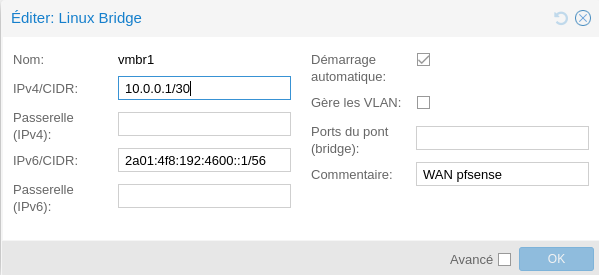 Éditer: Linux Bridge
Nom: vmbr1
IPv4/CIDR: 10.0.0.1/30
Passerelle
(IPv4):
IPv6/CIDR: 2a01:4f8:192:4600::1/56
Passerelle
(IPv6):
Démarrage
automatique:
Gère les VLAN:
Ports du pont
(bridge):
Commentaire: WAN pfsense
Avancé
OK